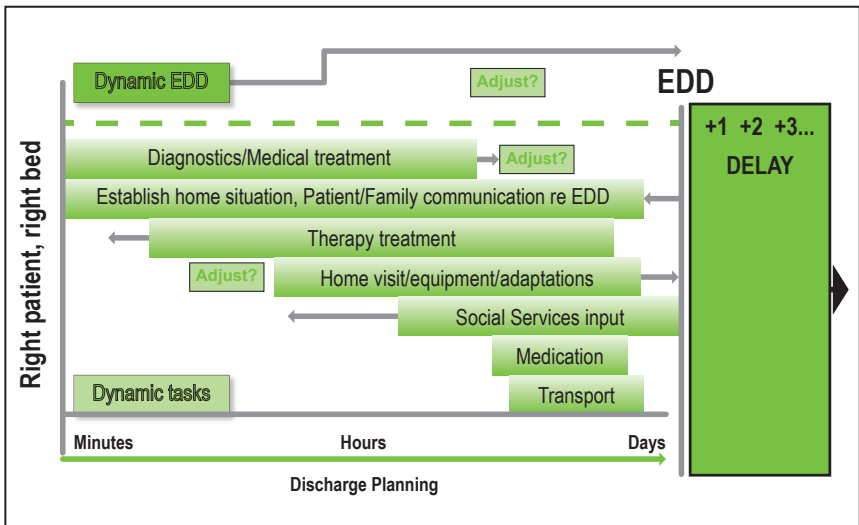 Dynamic EDD
Adjust?
EDD
+1 +2 +3...
DELAY
Right patient, right bed
Diagnostics/Medical treatment
Adjust?
Establish home situation, Patient/Family communication re EDD
Therapy treatment
Adjust?
Home visit/equipment/adaptations
Social Services input
Medication
Dynamic tasks
Transport
Minutes
Hours
Days
Discharge Planning